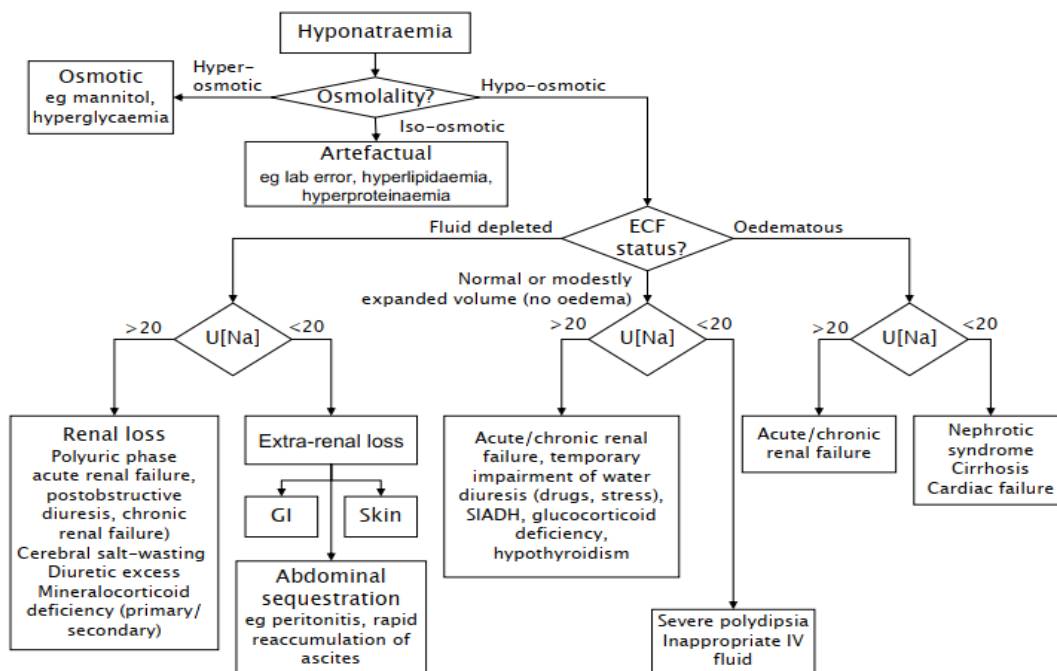 Hyponatraemia
Osmotic
eg mannitol,
hyperglycaemia
Hyper-
osmotic
Osmolality?
Hypo-osmotic
Iso-osmotic
Artefactual
eg lab error, hyperlipidaemia,
hyperproteinaemia
Fluid depleted
ECF
status?
Oedematous
Normal or modestly
expanded volume (no oedema)
>20
U[Na]
<20
>20
U[Na]
<20
>20
U[Na]
<20
Renal loss
Polyuric phase
acute renal failure,
postobstructive
diuresis, chronic
renal failure)
Cerebral salt-wasting
Diuretic excess
Mineralocorticoid
deficiency (primary/
secondary)
Extra-renal loss
GI
Skin
Abdominal
sequestration
eg peritonitis, rapid
reaccumulation of
ascites
Acute/chronic renal
failure, temporary
impairment of water
diuresis (drugs, stress),
SIADH, glucocorticoid
deficiency,
hypothyroidism
Severe polydipsia
Inappropriate IV
fluid
Acute/chronic
renal failure
Nephrotic
syndrome
Cirrhosis
Cardiac failure